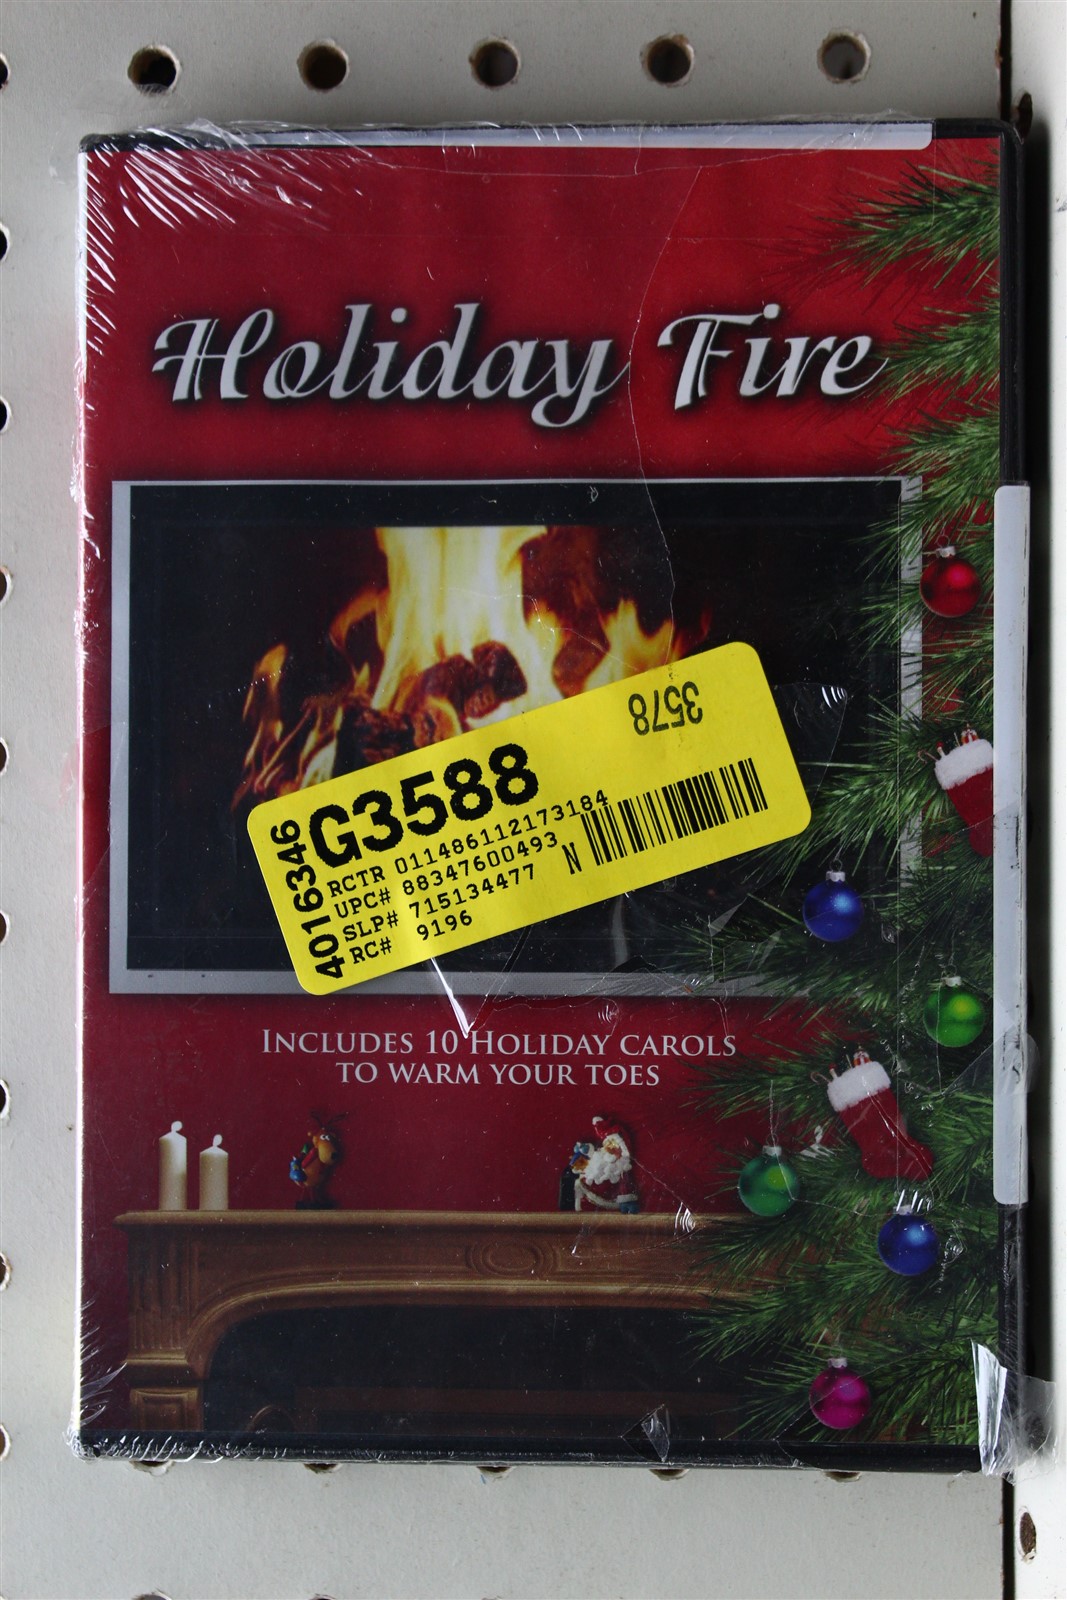 Holiday Fire
3578
4016346
G3588
RCTR 011486112173184
UPC# 88347600493
SLP# 715134477
RC# 9196
N
INCLUDES 10 HOLIDAY CAROLS
TO WARM YOUR TOES